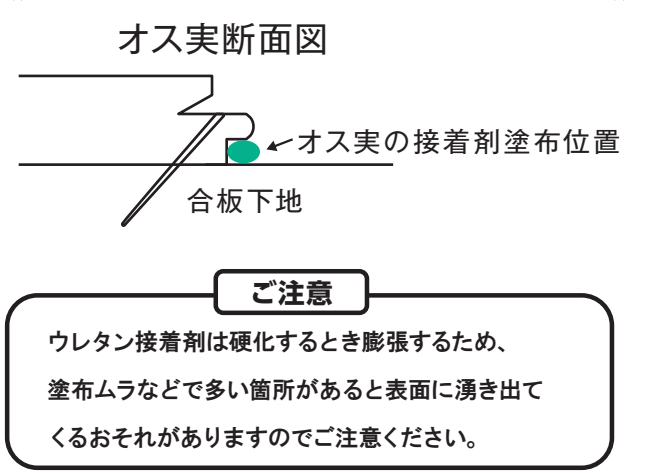 オス実断面図
オス実の接着剤塗布位置
合板下地
ご注意
ウレタン接着剤は硬化するとき膨張するため、
塗布ムラなどで多い箇所があると表面に湧き出て
くるおそれがありますのでご注意ください。